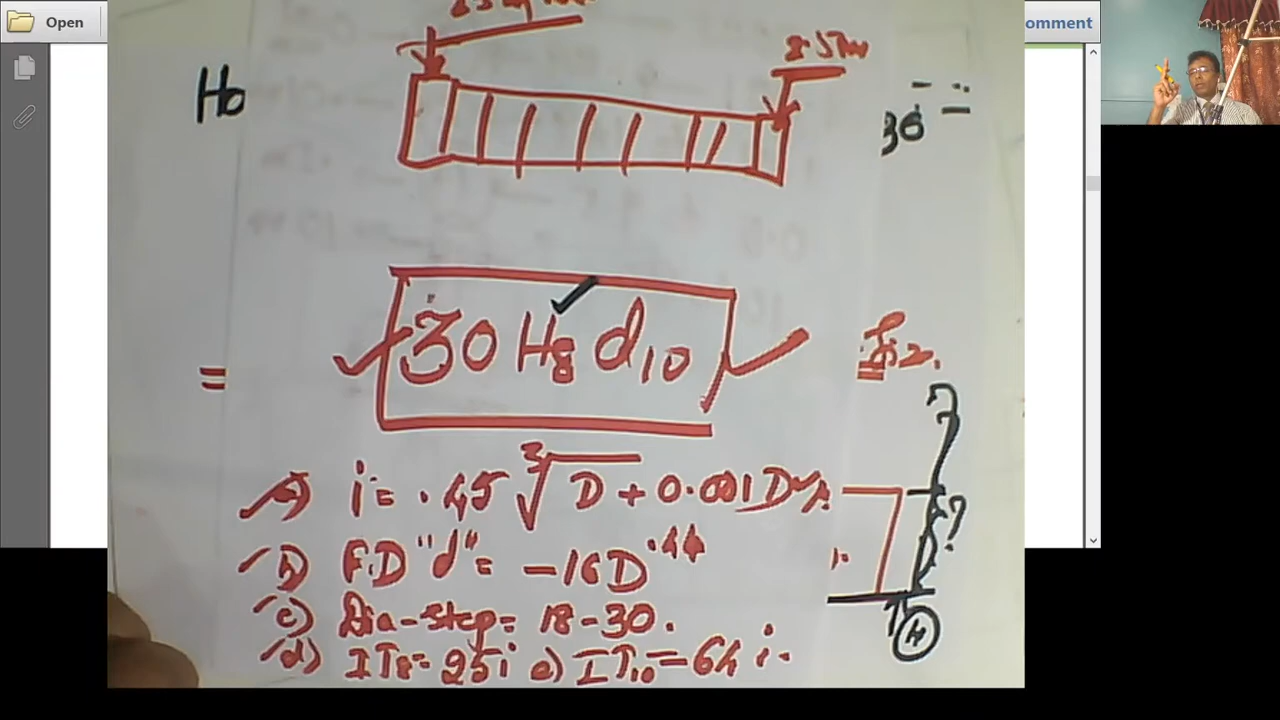 Open
omment
8.5
Ho
30
30 H8 d10
=
a) i = .45 ∛D + 0.001D
?
b) F.D "d" = -16D^.44
?
c) Dia-step = 18-30.
H
d) IT8 = 25i e) IT10 = 64 i.